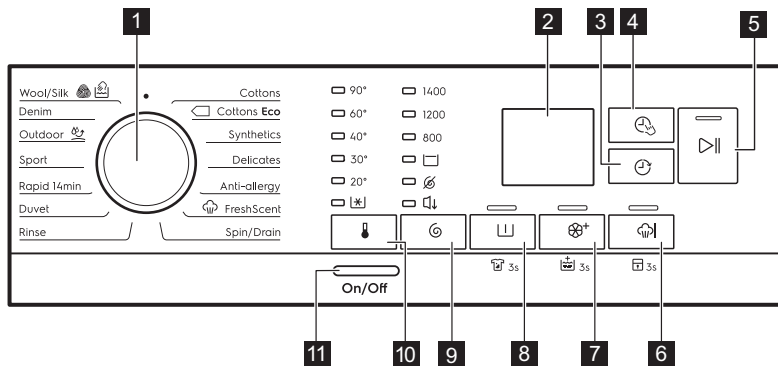 1
2
3
4
5
Wool/Silk
Denim
Outdoor
Sport
Rapid 14min
Duvet
Rinse
Cottons
Cottons Eco
Synthetics
Delicates
Anti-allergy
FreshScent
Spin/Drain
90° 1400
60° 1200
40° 800
30°
20°
3s 3s 3s
On/Off
11 10 9 8 7 6